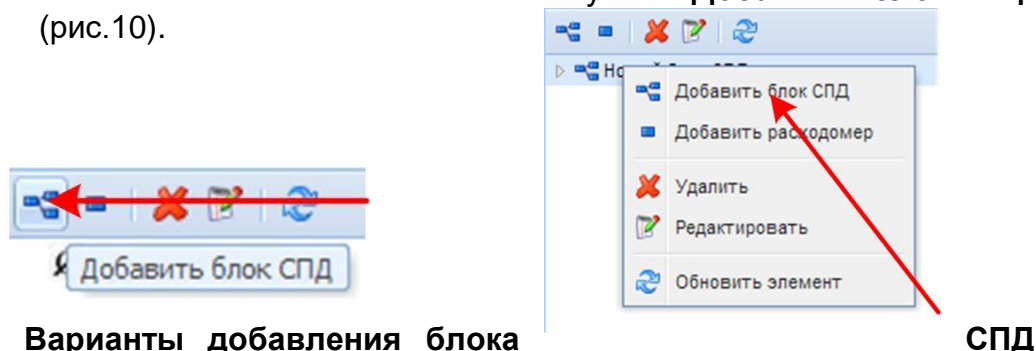 (рис.10).
Добавить блок СПД
Добавить расходомер
Удалить
Редактировать
Обновить элемент
Добавить блок СПД
Варианты добавления блока СПД